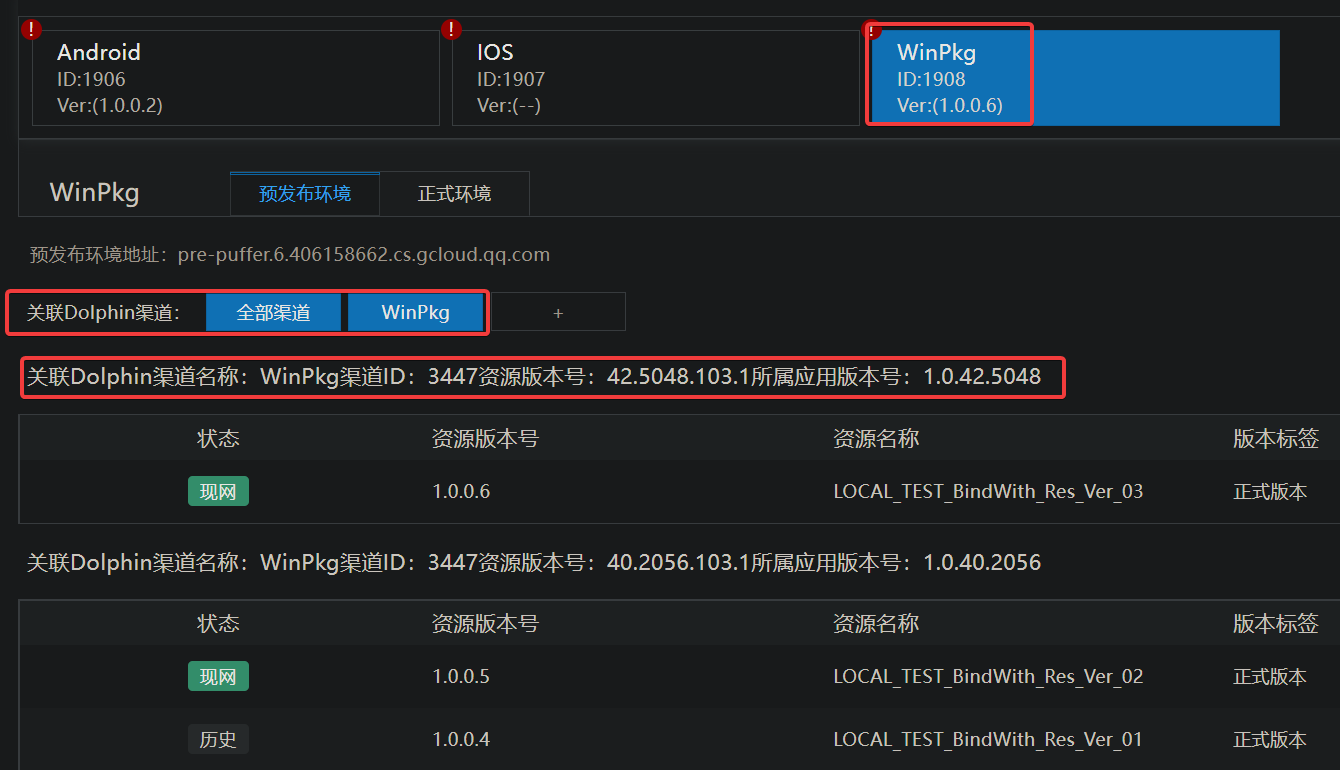 ! Android
ID:1906
Ver:(1.0.0.2)
! IOS
ID:1907
Ver:(--)
! WinPkg
ID:1908
Ver:(1.0.0.6)
WinPkg 预发布环境 正式环境
预发布环境地址：pre-puffer.6.406158662.cs.gcloud.qq.com
关联Dolphin渠道： 全部渠道 WinPkg +
关联Dolphin渠道名称：WinPkg渠道ID：3447资源版本号：42.5048.103.1所属应用版本号：1.0.42.5048
状态 资源版本号 资源名称 版本标签
现网 1.0.0.6 LOCAL_TEST_BindWith_Res_Ver_03 正式版本
关联Dolphin渠道名称：WinPkg渠道ID：3447资源版本号：40.2056.103.1所属应用版本号：1.0.40.2056
状态 资源版本号 资源名称 版本标签
现网 1.0.0.5 LOCAL_TEST_BindWith_Res_Ver_02 正式版本
历史 1.0.0.4 LOCAL_TEST_BindWith_Res_Ver_01 正式版本